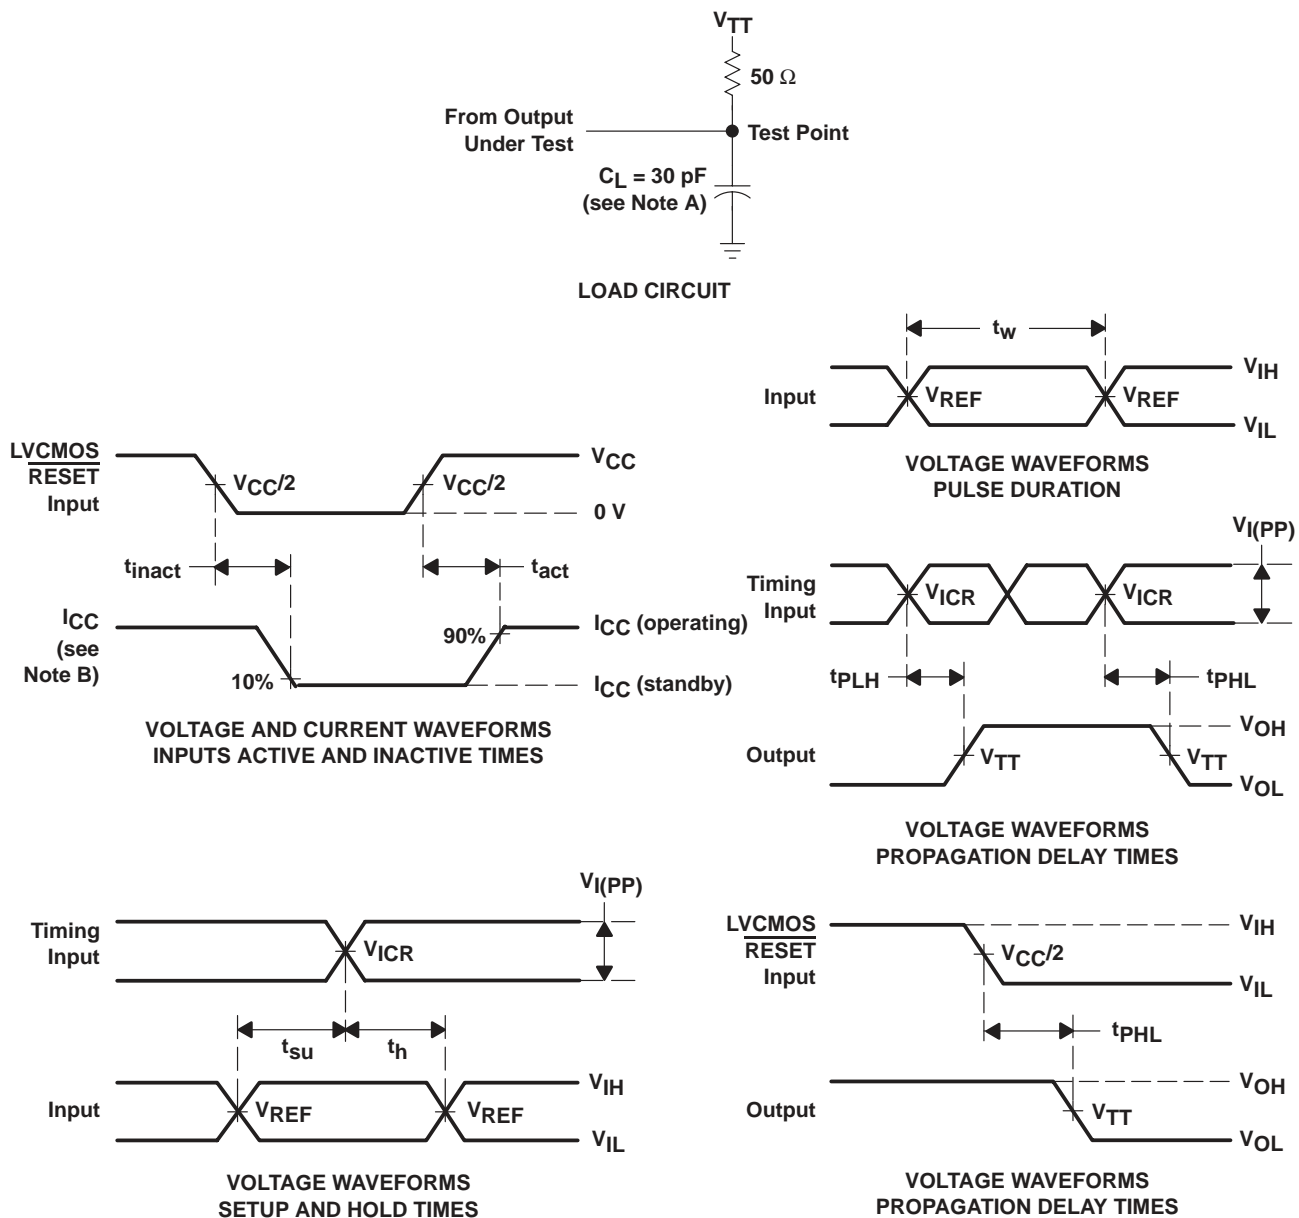 VTT
50 Ω
From Output
Under Test
Test Point
CL = 30 pF
(see Note A)
LOAD CIRCUIT
tw
Input
VREF
VREF
VIH
VIL
VOLTAGE WAVEFORMS
PULSE DURATION
LVCMOS
RESET
Input
VCC/2
VCC/2
VCC
0 V
tinact
tact
ICC
(see
Note B)
10%
90%
ICC (operating)
ICC (standby)
VOLTAGE AND CURRENT WAVEFORMS
INPUTS ACTIVE AND INACTIVE TIMES
VI(PP)
Timing
Input
VICR
VICR
tPLH
tPHL
Output
VTT
VTT
VOH
VOL
VOLTAGE WAVEFORMS
PROPAGATION DELAY TIMES
VI(PP)
Timing
Input
VICR
tsu
th
Input
VREF
VREF
VIH
VIL
VOLTAGE WAVEFORMS
SETUP AND HOLD TIMES
LVCMOS
RESET
Input
VCC/2
VIH
VIL
tPHL
Output
VTT
VOH
VOL
VOLTAGE WAVEFORMS
PROPAGATION DELAY TIMES